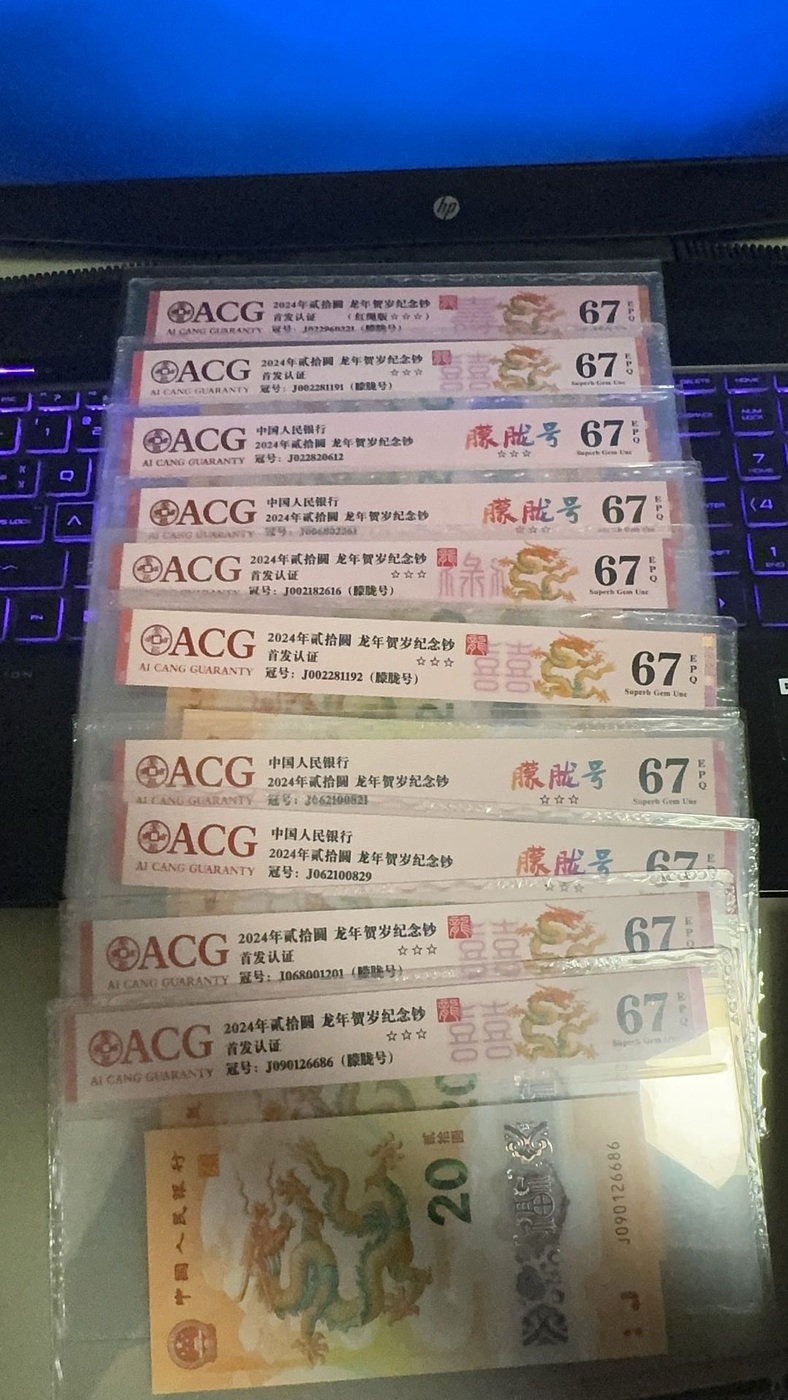 hp
ACG
AI CANG GUARANTY
2024年贰拾圆 龙年贺岁纪念钞
首发认证 (红绳版☆☆☆)
冠号: J022960221 (朦胧号)
67
EPQ
ACG
AI CANG GUARANTY
2024年贰拾圆 龙年贺岁纪念钞
首发认证 ☆☆☆
冠号: J002281191 (朦胧号)
67
EPQ
Superb Gem Unc
ACG
AI CANG GUARANTY
中国人民银行
2024年贰拾圆 龙年贺岁纪念钞
冠号: J022820612
朦胧号
☆☆☆
67
EPQ
Superb Gem Unc
ACG
中国人民银行
2024年贰拾圆 龙年贺岁纪念钞
朦胧号
67
EPQ
ACG
AI CANG GUARANTY
2024年贰拾圆 龙年贺岁纪念钞
首发认证 ☆☆☆
冠号: J002182616 (朦胧号)
67
EPQ
Superb Gem Unc
ACG
AI CANG GUARANTY
2024年贰拾圆 龙年贺岁纪念钞
首发认证 ☆☆☆
冠号: J002281192 (朦胧号)
龍
囍囍
67
EPQ
Superb Gem Unc
ACG
AI CANG GUARANTY
中国人民银行
2024年贰拾圆 龙年贺岁纪念钞
冠号: J062100821
朦胧号
☆☆☆
67
EPQ
Superb Gem Unc
ACG
AI CANG GUARANTY
中国人民银行
2024年贰拾圆 龙年贺岁纪念钞
冠号: J062100829
朦胧号
☆☆☆
67
ACG
AI CANG GUARANTY
2024年贰拾圆 龙年贺岁纪念钞
首发认证 ☆☆☆
冠号: J068001201 (朦胧号)
龍
67
EPQ
ACG
AI CANG GUARANTY
2024年贰拾圆 龙年贺岁纪念钞
首发认证 ☆☆☆
冠号: J090126686 (朦胧号)
龍
囍囍
67
EPQ
Superb Gem Unc
中国人民银行
20
贰拾圆
J090126686